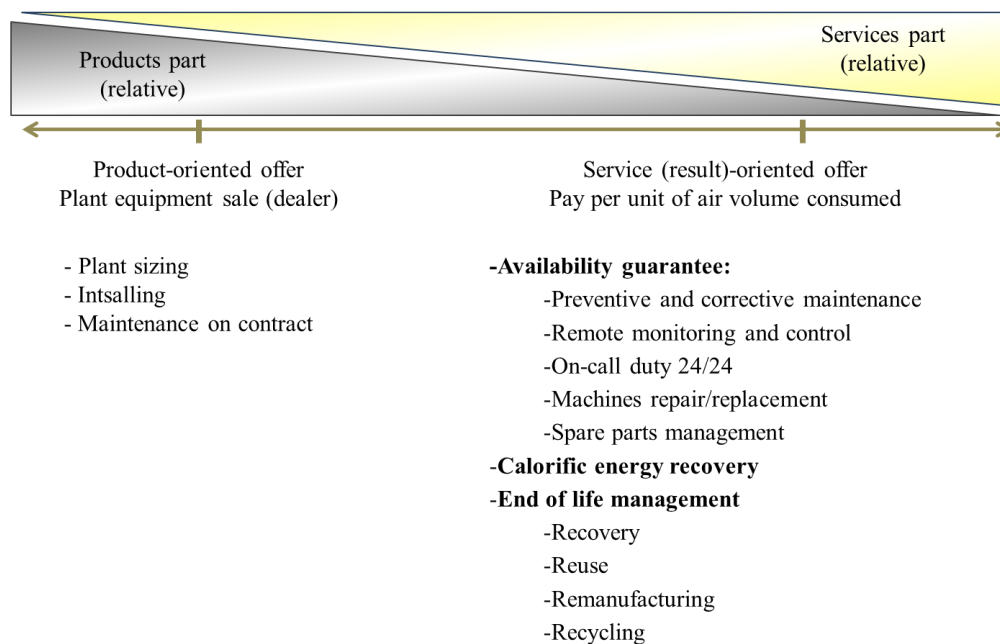 Products part
(relative)
Services part
(relative)
Product-oriented offer
Plant equipment sale (dealer)
- Plant sizing
- Intsalling
- Maintenance on contract
Service (result)-oriented offer
Pay per unit of air volume consumed
-Availability guarantee:
-Preventive and corrective maintenance
-Remote monitoring and control
-On-call duty 24/24
-Machines repair/replacement
-Spare parts management
-Calorific energy recovery
-End of life management
-Recovery
-Reuse
-Remanufacturing
-Recycling